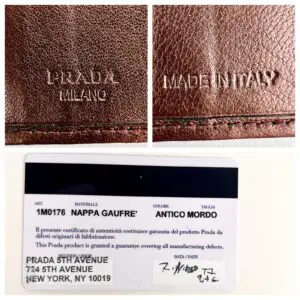 PRADA
MILANO
MADE IN ITALY
ART. MATERIALE COLORE TAGLIA
1M0176 NAPPA GAUFRE' ANTICO MORDO
Il presente certificato di autenticità costituisce garanzia del prodotto Prada da
difetti originari di fabbricazione.
This Prada product is granted a guarantee covering all manufacturing defects.
DATA / DATE
PRADA 5TH AVENUE
724 5TH AVENUE
NEW YORK, NY 10019